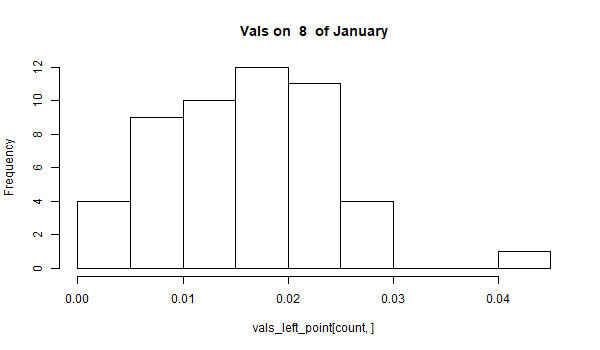 Vals on  8  of January
Frequency
12
10
8
6
4
2
0
0.00 0.01 0.02 0.03 0.04
vals_left_point[count, ]